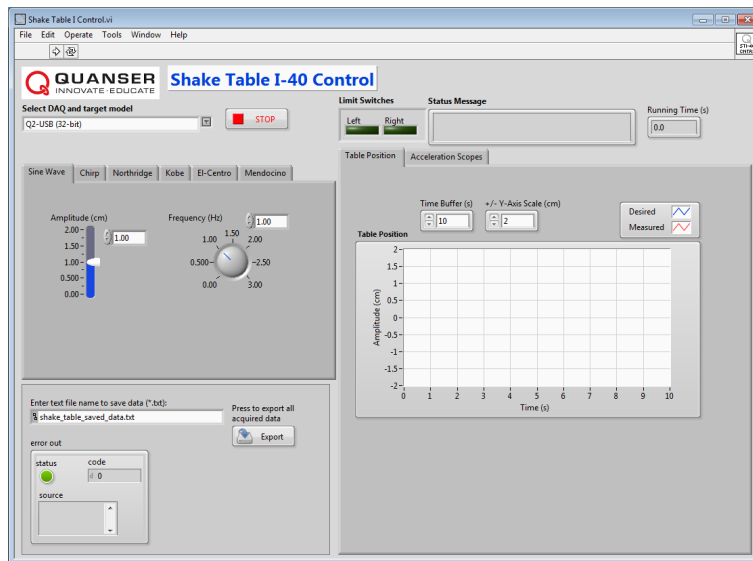 Shake Table I Control.vi
File Edit Operate Tools Window Help
QUANSER
INNOVATE·EDUCATE
Shake Table I-40 Control
Select DAQ and target model
Q2-USB (32-bit)
STOP
Limit Switches
Left Right
Status Message
Running Time (s)
0.0
Sine Wave Chirp Northridge Kobe El-Centro Mendocino
Amplitude (cm)
1.00
2.00
1.50
1.00
0.500
0.00
Frequency (Hz)
1.00
1.50
1.00 2.00
0.500 2.50
0.00 3.00
Table Position Acceleration Scopes
Time Buffer (s)
10
+/- Y-Axis Scale (cm)
2
Desired
Measured
Table Position
Amplitude (cm)
2
1.5
1
0.5
0
-0.5
-1
-1.5
-2
0 1 2 3 4 5 6 7 8 9 10
Time (s)
Enter text file name to save data (*.txt):
shake_table_saved_data.txt
Press to export all
acquired data
Export
error out
status code
0
source